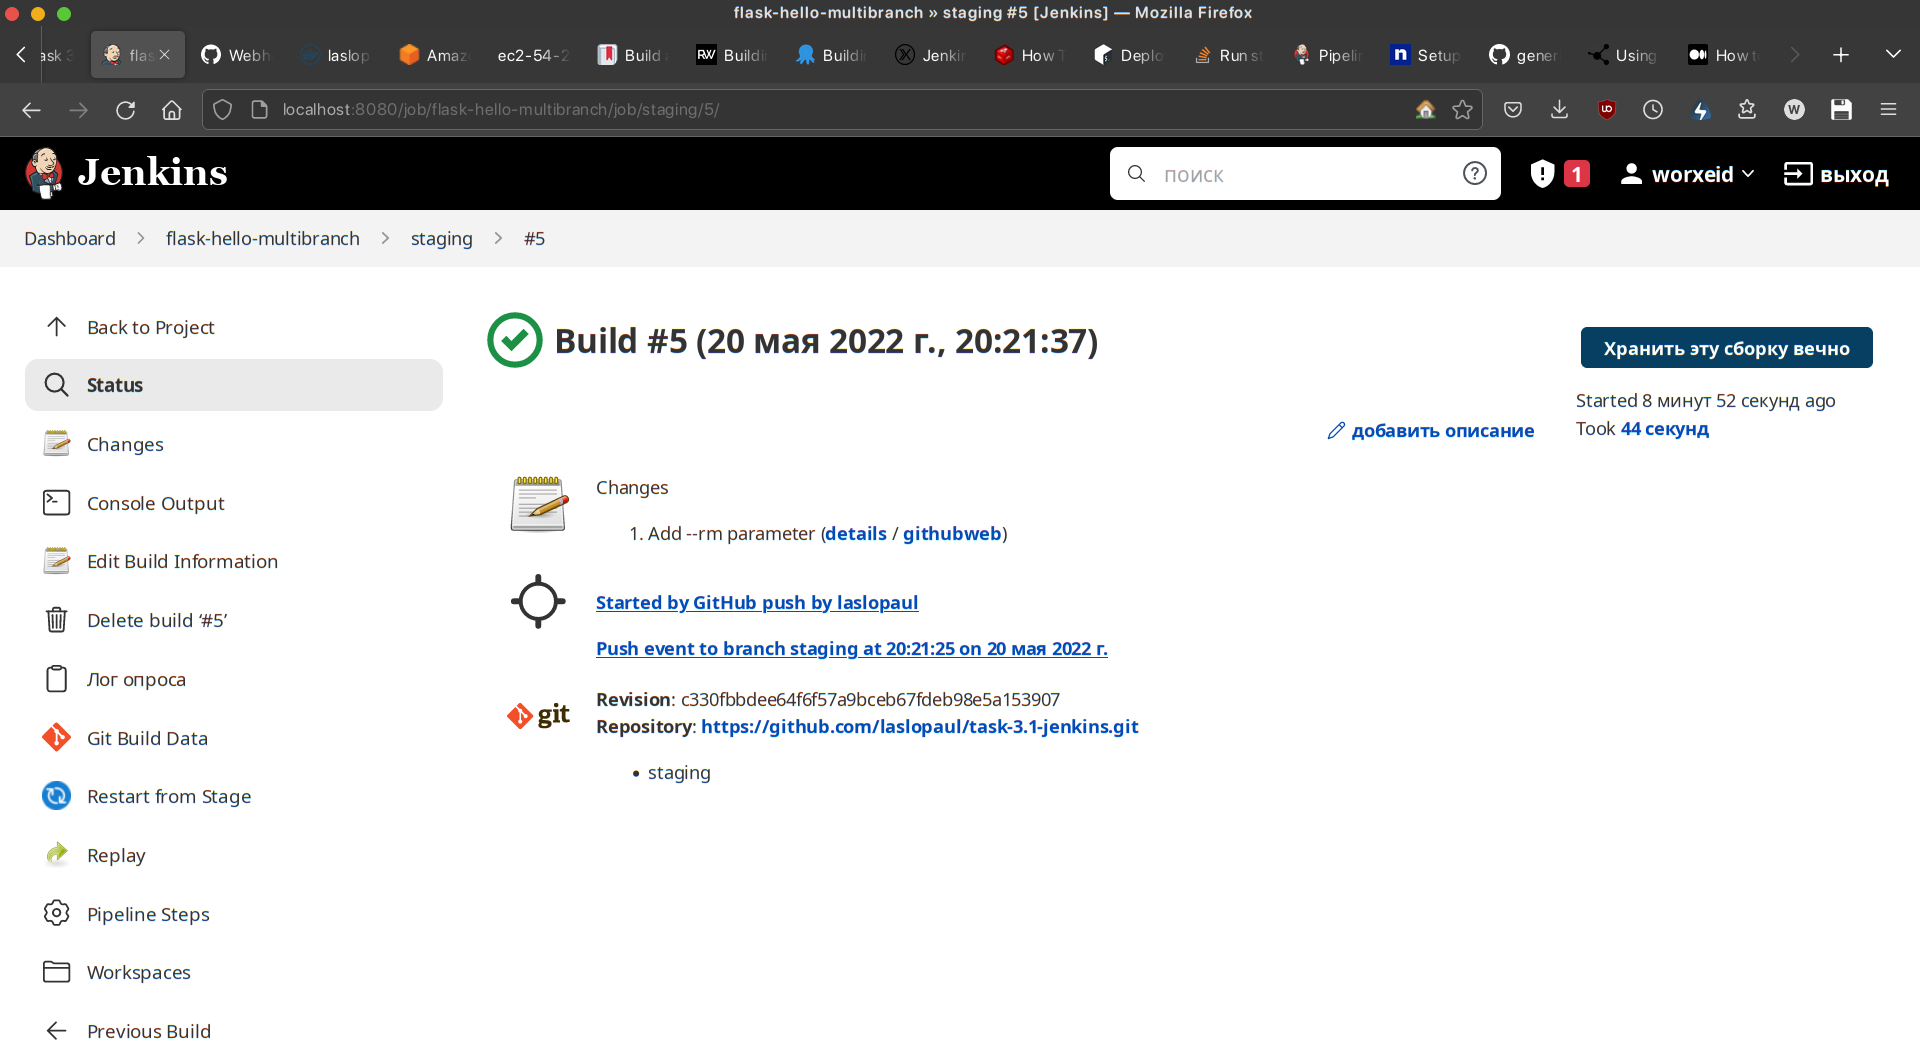 flask-hello-multibranch » staging #5 [Jenkins] — Mozilla Firefox
ask 3
flas
Webh
laslop
Amaz
ec2-54-2
Build a
RW
Buildi
Buildi
Jenkin
How T
Deplo
Run st
Pipelin
n
Setup
gener
Using
How to
localhost:8080/job/flask-hello-multibranch/job/staging/5/
W
Jenkins
поиск
1
worxeid
выход
Dashboard
flask-hello-multibranch
staging
#5
Back to Project
Status
Changes
Console Output
Edit Build Information
Delete build ‘#5’
Лог опроса
Git Build Data
Restart from Stage
Replay
Pipeline Steps
Workspaces
Previous Build
Build #5 (20 мая 2022 г., 20:21:37)
Хранить эту сборку вечно
Started 8 минут 52 секунд ago
Took 44 секунд
добавить описание
Changes
1. Add --rm parameter (details / githubweb)
Started by GitHub push by laslopaul
Push event to branch staging at 20:21:25 on 20 мая 2022 г.
git
Revision: c330fbbdee64f6f57a9bceb67fdeb98e5a153907
Repository: https://github.com/laslopaul/task-3.1-jenkins.git
• staging